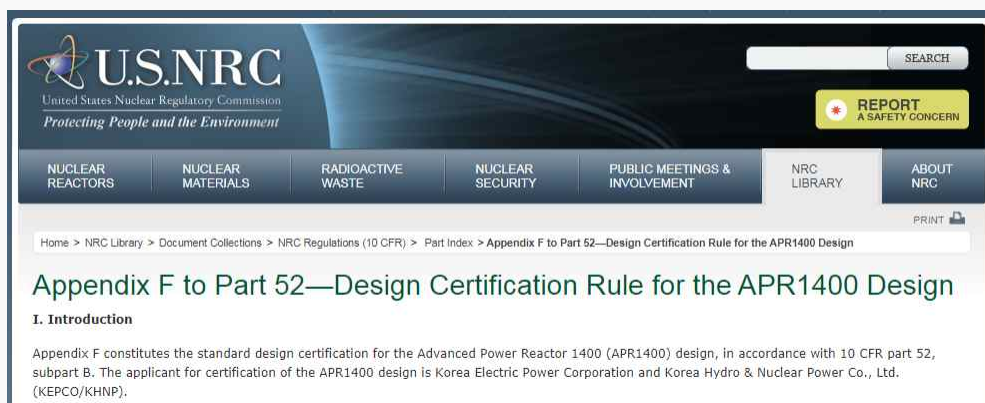 U.S.NRC
United States Nuclear Regulatory Commission
Protecting People and the Environment
SEARCH
REPORT
A SAFETY CONCERN
NUCLEAR
REACTORS
NUCLEAR
MATERIALS
RADIOACTIVE
WASTE
NUCLEAR
SECURITY
PUBLIC MEETINGS &
INVOLVEMENT
NRC
LIBRARY
ABOUT
NRC
PRINT
Home > NRC Library > Document Collections > NRC Regulations (10 CFR) > Part Index > Appendix F to Part 52—Design Certification Rule for the APR1400 Design
Appendix F to Part 52—Design Certification Rule for the APR1400 Design
I. Introduction
Appendix F constitutes the standard design certification for the Advanced Power Reactor 1400 (APR1400) design, in accordance with 10 CFR part 52,
subpart B. The applicant for certification of the APR1400 design is Korea Electric Power Corporation and Korea Hydro & Nuclear Power Co., Ltd.
(KEPCO/KHNP).